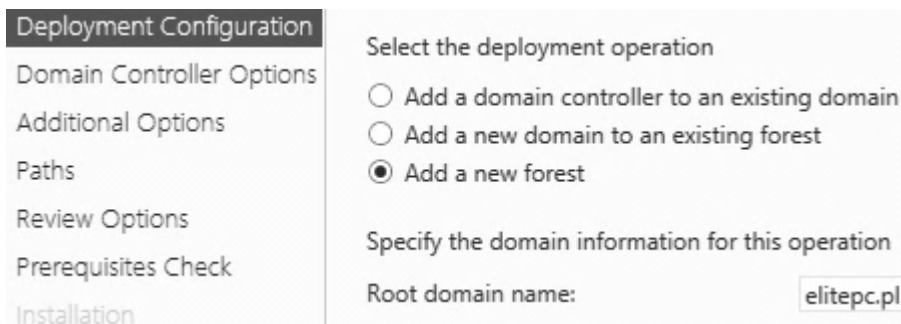 Deployment Configuration
Domain Controller Options
Additional Options
Paths
Review Options
Prerequisites Check
Installation
Select the deployment operation
Add a domain controller to an existing domain
Add a new domain to an existing forest
Add a new forest
Specify the domain information for this operation
Root domain name: elitepc.pl